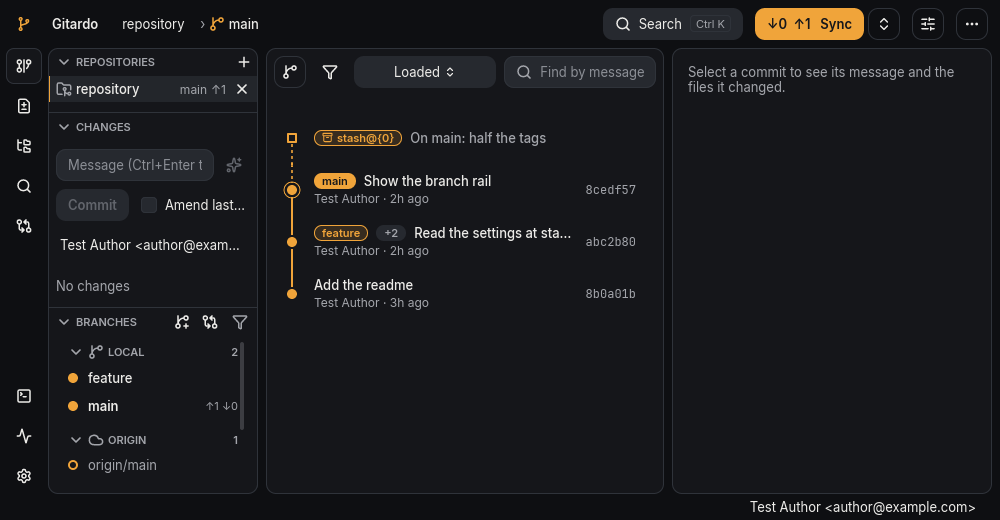 Gitardo
repository
main
Search
Ctrl K
↓0 ↑1 Sync
REPOSITORIES
repository
main ↑1
CHANGES
Message (Ctrl+Enter t
Commit
Amend last...
Test Author <author@exam...
No changes
BRANCHES
LOCAL
2
feature
main
↑1 ↓0
ORIGIN
1
origin/main
Loaded
Find by message
stash@{0} On main: half the tags
main Show the branch rail
Test Author · 2h ago
8cedf57
feature +2 Read the settings at sta...
Test Author · 2h ago
abc2b80
Add the readme
Test Author · 3h ago
8b0a01b
Select a commit to see its message and the
files it changed.
Test Author <author@example.com>